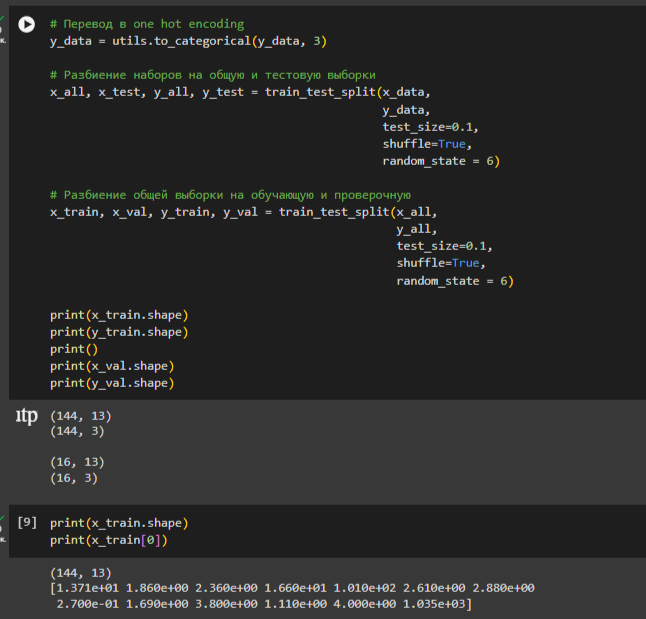 # Перевод в one hot encoding
y_data = utils.to_categorical(y_data, 3)
# Разбиение наборов на общую и тестовую выборки
x_all, x_test, y_all, y_test = train_test_split(x_data,
y_data,
test_size=0.1,
shuffle=True,
random_state = 6)
# Разбиение общей выборки на обучающую и проверочную
x_train, x_val, y_train, y_val = train_test_split(x_all,
y_all,
test_size=0.1,
shuffle=True,
random_state = 6)
print(x_train.shape)
print(y_train.shape)
print()
print(x_val.shape)
print(y_val.shape)
(144, 13)
(144, 3)
(16, 13)
(16, 3)
[9] print(x_train.shape)
print(x_train[0])
(144, 13)
[1.371e+01 1.860e+00 2.360e+00 1.660e+01 1.010e+02 2.610e+00 2.880e+00
2.700e-01 1.690e+00 3.800e+00 1.110e+00 4.000e+00 1.035e+03]